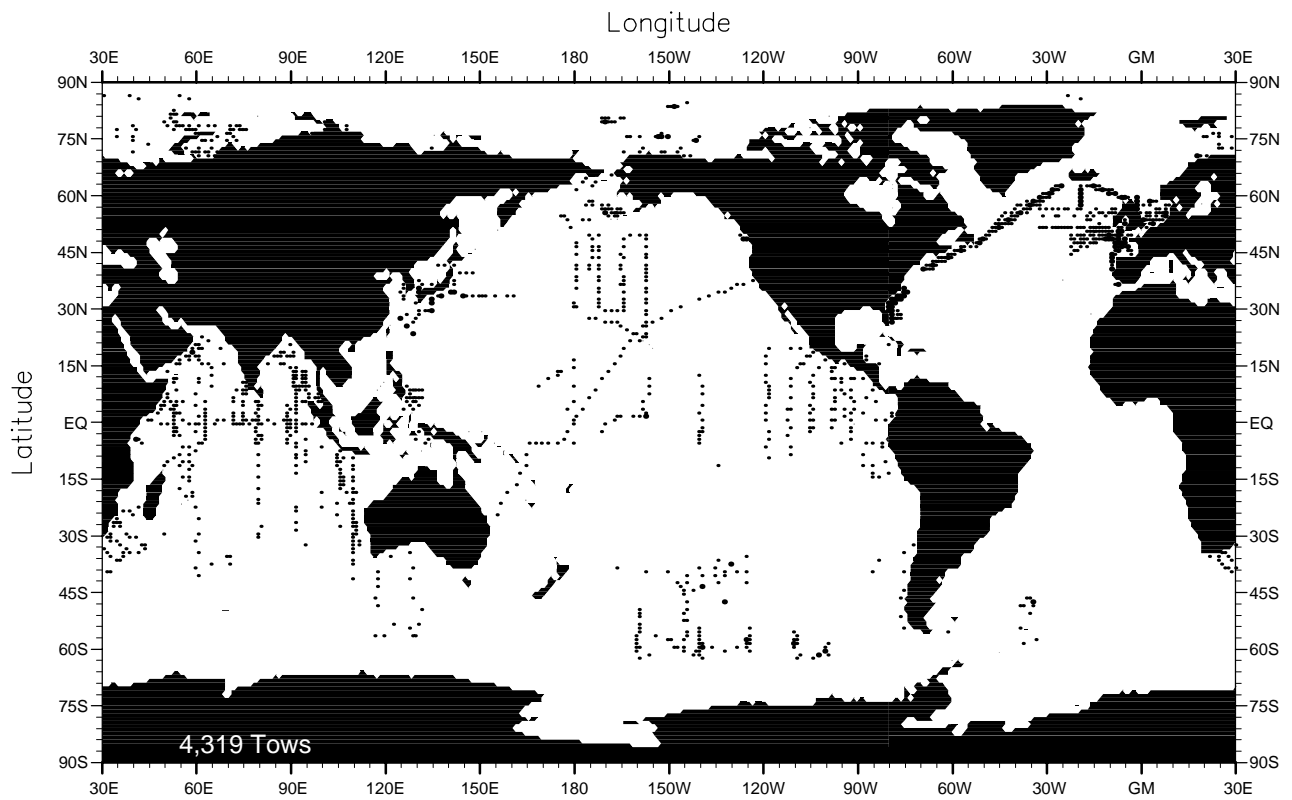 Longitude
30E 60E 90E 120E 150E 180 150W 120W 90W 60W 30W GM 30E
90N 90N
75N 75N
60N 60N
45N 45N
30N 30N
15N 15N
Latitude
EQ EQ
15S 15S
30S 30S
45S 45S
60S 60S
75S 75S
4,319 Tows
90S 90S
30E 60E 90E 120E 150E 180 150W 120W 90W 60W 30W GM 30E